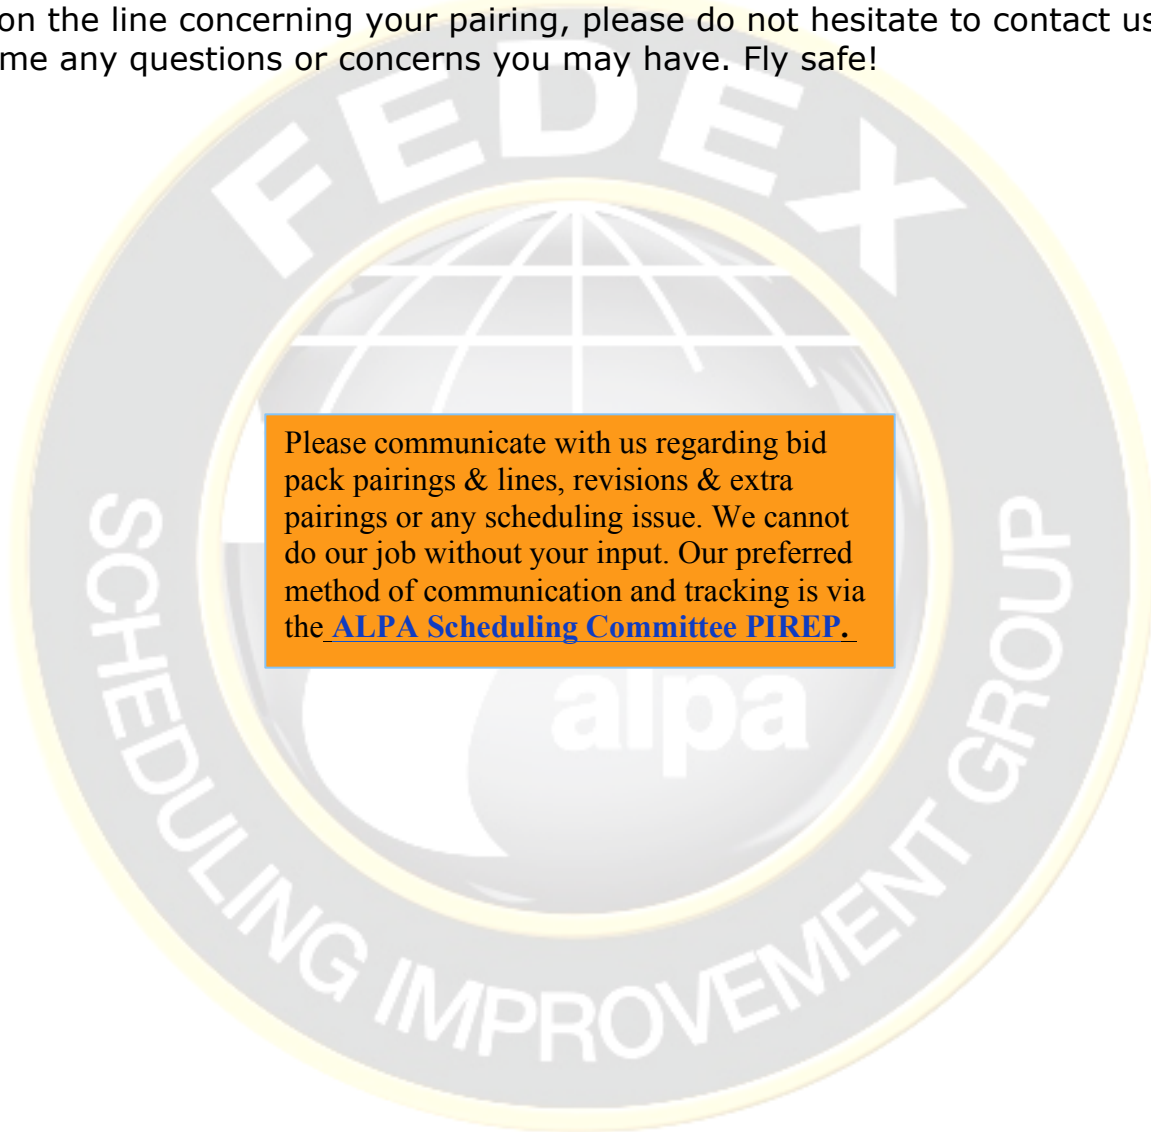 on the line concerning your pairing, please do not hesitate to contact us
me any questions or concerns you may have. Fly safe!
FEDEX
Please communicate with us regarding bid
pack pairings & lines, revisions & extra
pairings or any scheduling issue. We cannot
do our job without your input. Our preferred
method of communication and tracking is via
the ALPA Scheduling Committee PIREP.
alpa
SCHEDULING IMPROVEMENT GROUP